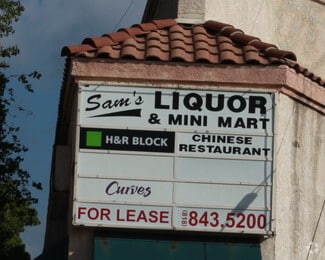 Sam's LIQUOR
& MINI MART
H&R BLOCK CHINESE
RESTAURANT
Curves
FOR LEASE (818) 843.5200